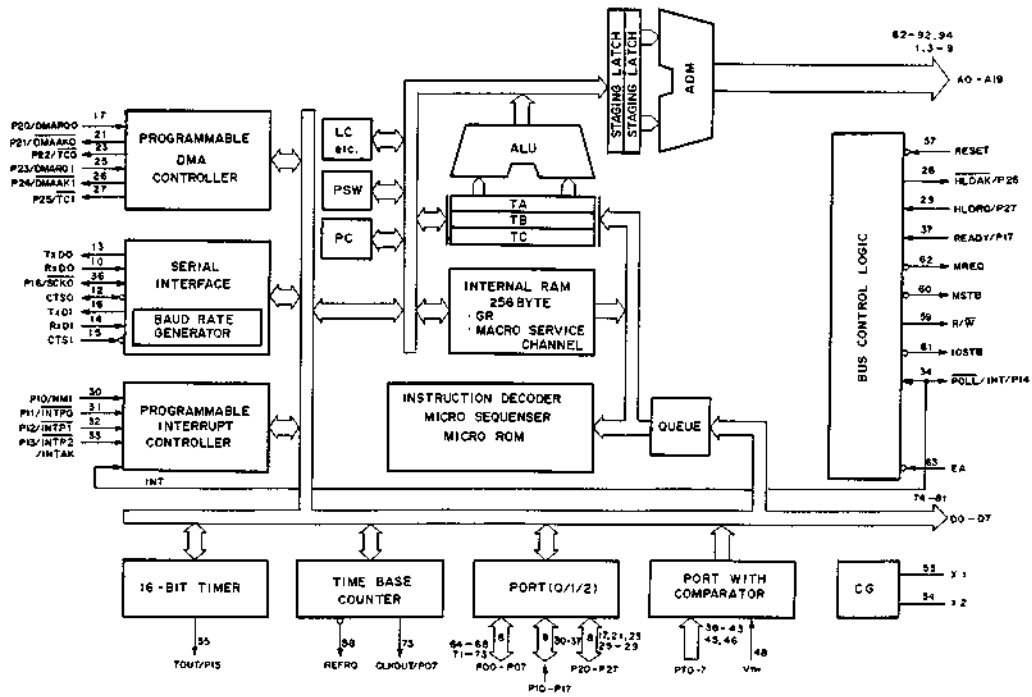 62-92,94
1,3-9
A0-A19
STAGING LATCH
STAGING LATCH
ADM
17
P20/DMARQ0
21
P21/DMAAK0
23
P22/TC0
25
P23/DMARQ1
26
P24/DMAAK1
27
P25/TC1
PROGRAMMABLE
DMA
CONTROLLER
LC
etc.
PSW
PC
ALU
TA
TB
TC
57
RESET
28
HLDAK/P26
29
HLDRQ/P27
37
READY/P17
62
MREQ
60
MSTB
59
R/W
61
IOSTB
34
POLL/INT/P14
63
EA
BUS CONTROL LOGIC
13
TxD0
10
RxD0
36
P16/SCK0
12
CTS0
16
TxD1
14
RxD1
15
CTS1
SERIAL
INTERFACE
BAUD RATE
GENERATOR
INTERNAL RAM
256 BYTE
· GR
· MACRO SERVICE
CHANNEL
30
P10/NMI
31
P11/INTP0
32
P12/INTP1
33
P13/INTP2
/INTAK
PROGRAMMABLE
INTERRUPT
CONTROLLER
INT
INSTRUCTION DECODER
MICRO SEQUENSER
MICRO ROM
QUEUE
74-81
D0-D7
16-BIT TIMER
TIME BASE
COUNTER
PORT(0/1/2)
PORT WITH
COMPARATOR
CG
55
X1
54
X2
35
TOUT/P15
REFRQ
73
CLKOUT/P07
64-68
71-73
8
P00-P07
8
30-37
P10-P17
8
17,21,23
25-29
P20-P27
38-43
45,46
PT0-7
48